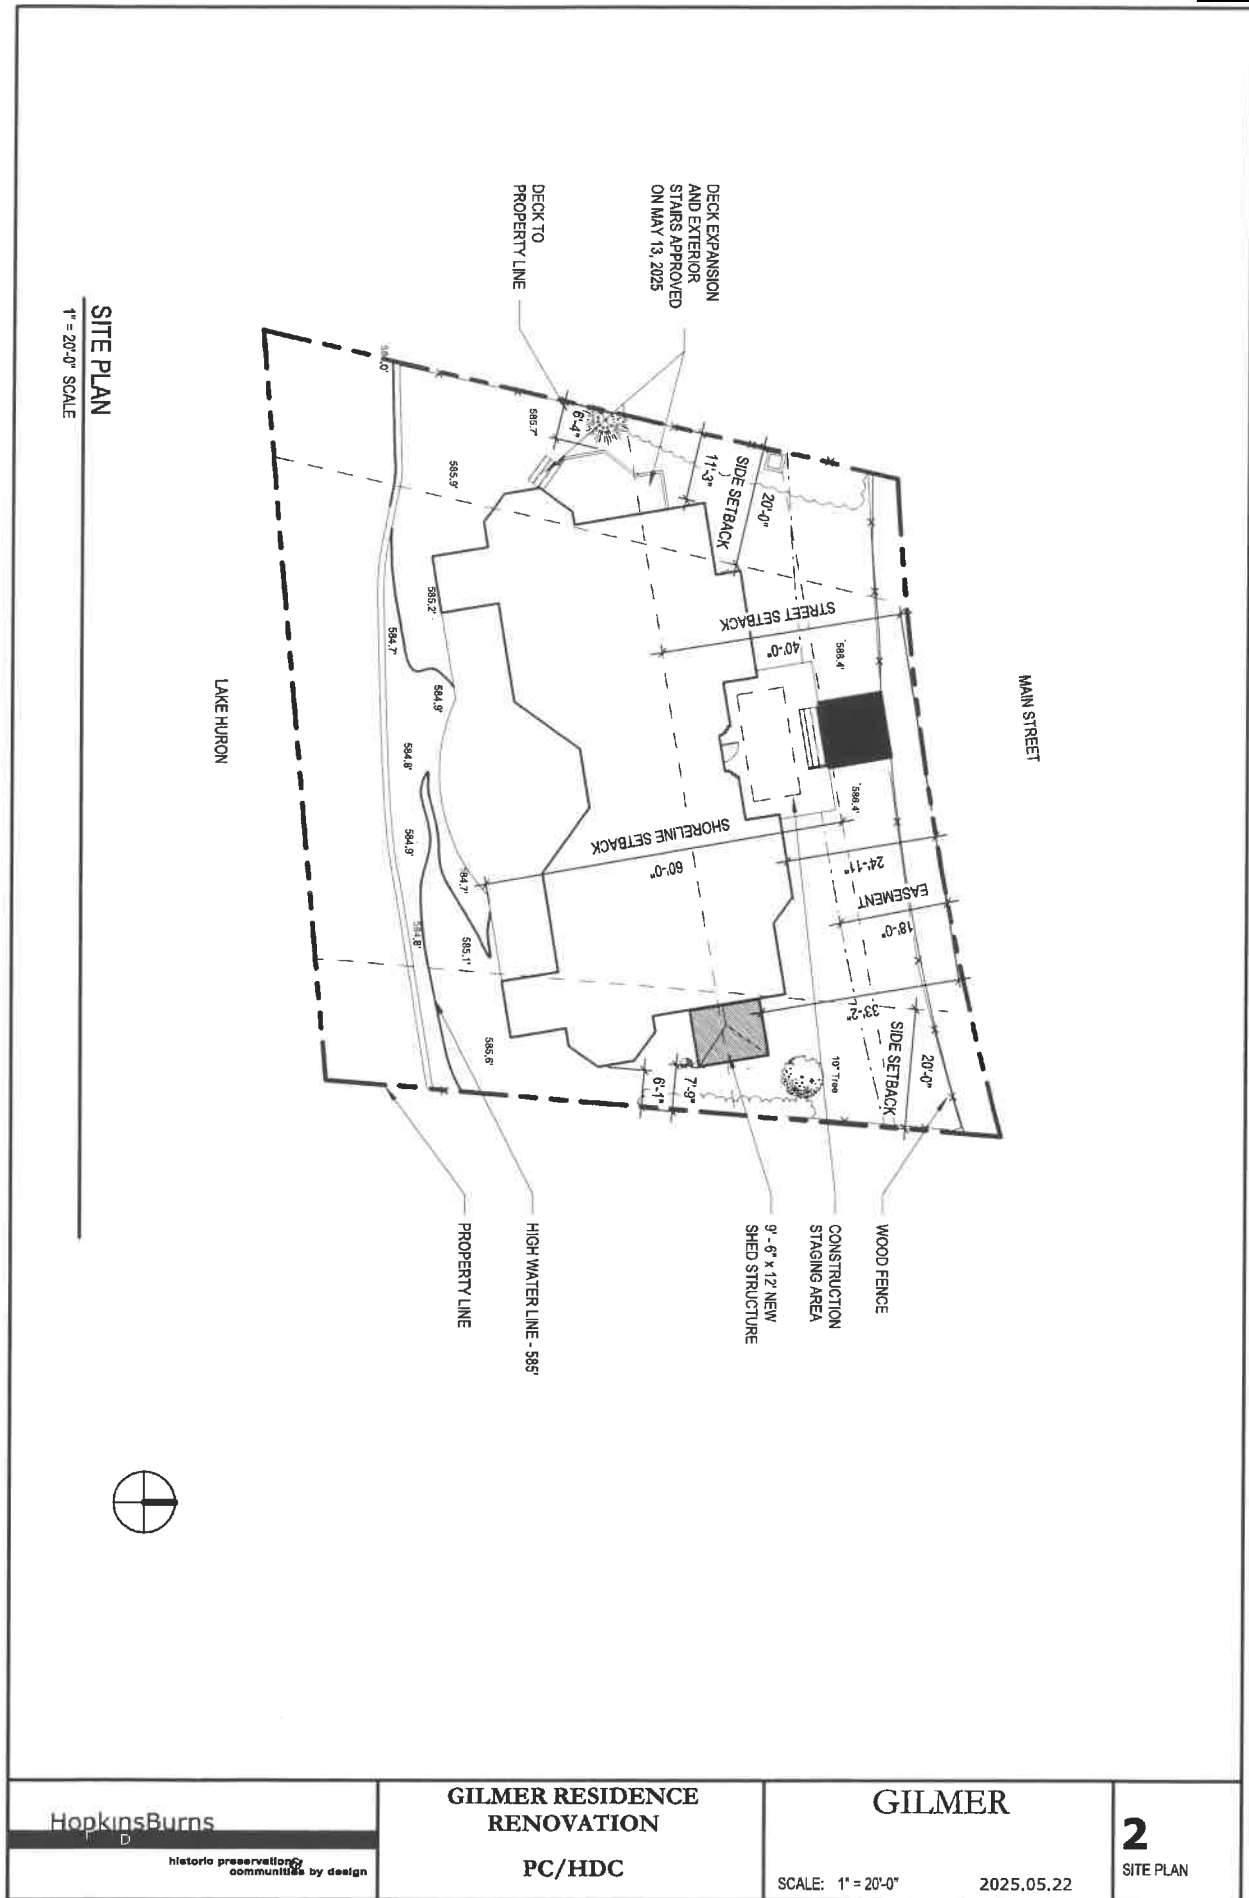 DECK EXPANSION
AND EXTERIOR
STAIRS APPROVED
ON MAY 13, 2025
DECK TO
PROPERTY LINE
SITE PLAN
1" = 20'-0" SCALE
LAKE HURON
MAIN STREET
6'-4"
585.7'
585.9'
11'-3"
SIDE SETBACK
20'-0"
STREET SETBACK
40'-0"
586.4'
585.2'
584.7'
584.9'
584.8'
584.9'
584.7'
584.8'
585.1'
585.6'
SHORELINE SETBACK
60'-0"
586.4'
24'-11"
EASEMENT
18'-0"
33'-2"
SIDE SETBACK
20'-0"
10" Tree
7'-9"
6'-1"
WOOD FENCE
CONSTRUCTION
STAGING AREA
9' - 6" x 12' NEW
SHED STRUCTURE
HIGH WATER LINE - 585'
PROPERTY LINE
HopkinsBurns
D
historic preservation &
communities by design
GILMER RESIDENCE
RENOVATION
PC/HDC
GILMER
SCALE: 1" = 20'-0"
2025.05.22
2
SITE PLAN